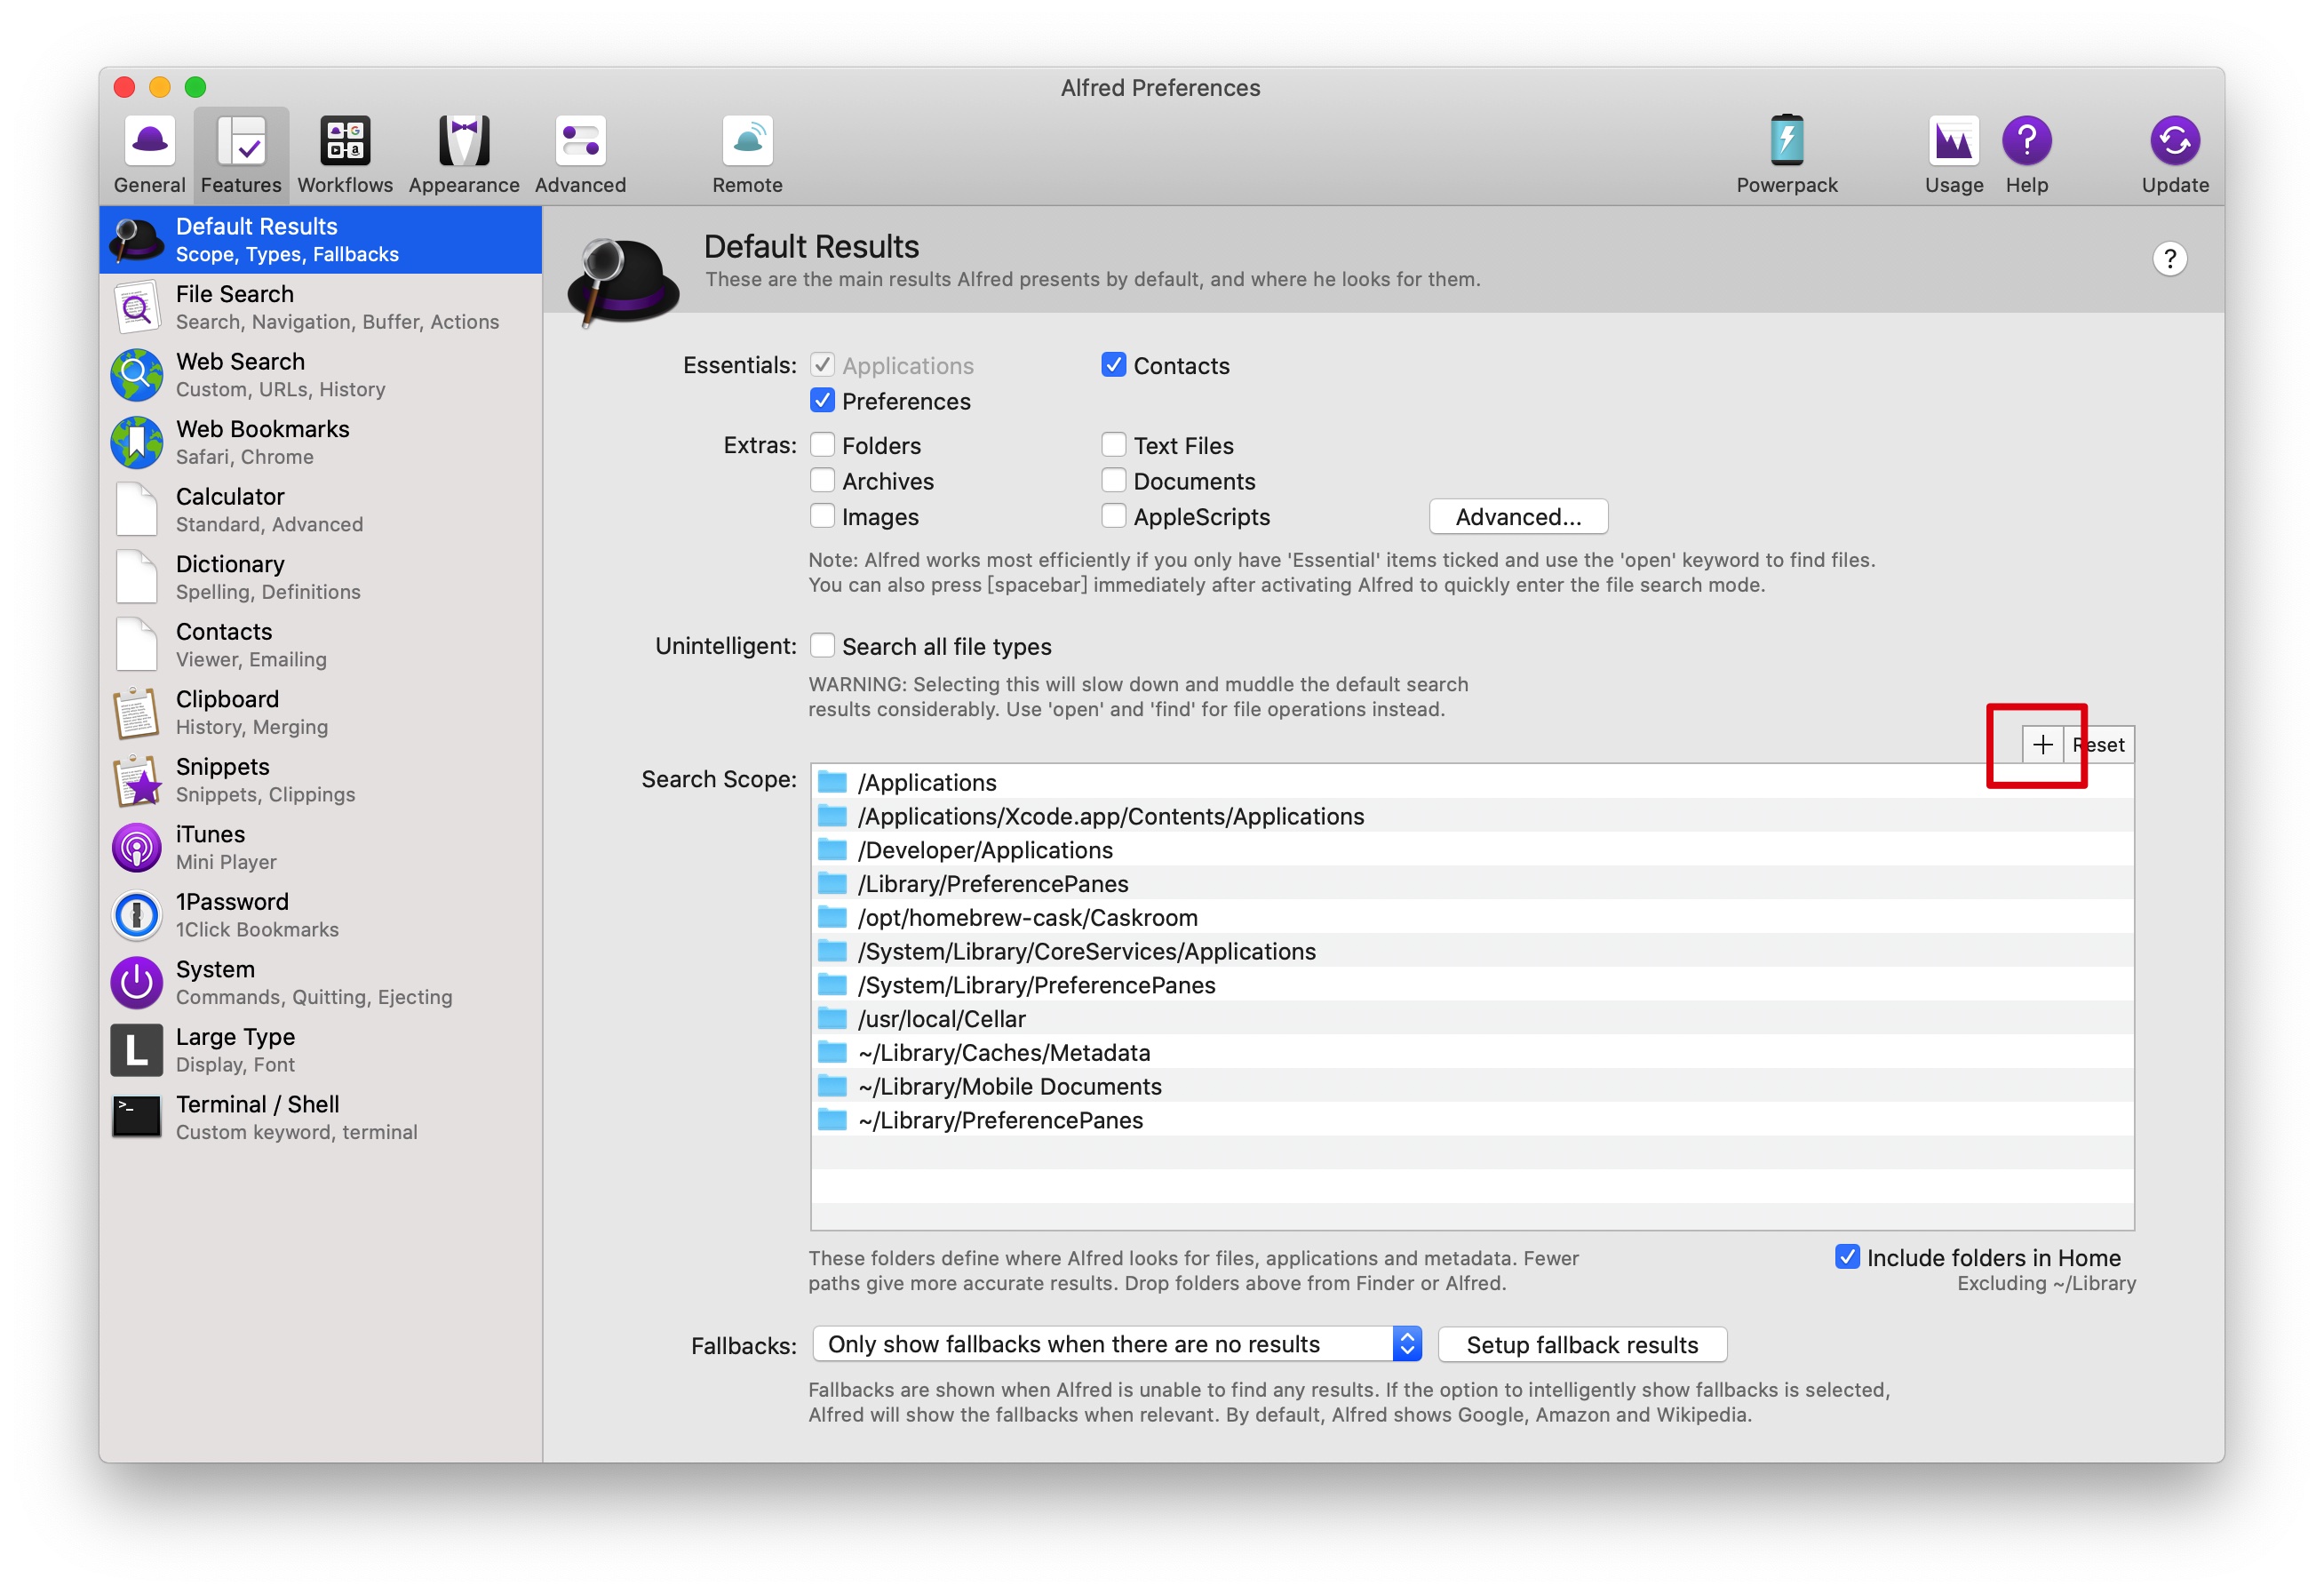 Alfred Preferences
General
Features
Workflows
Appearance
Advanced
Remote
Powerpack
Usage
Help
Update
Default Results
Scope, Types, Fallbacks
File Search
Search, Navigation, Buffer, Actions
Web Search
Custom, URLs, History
Web Bookmarks
Safari, Chrome
Calculator
Standard, Advanced
Dictionary
Spelling, Definitions
Contacts
Viewer, Emailing
Clipboard
History, Merging
Snippets
Snippets, Clippings
iTunes
Mini Player
1Password
1Click Bookmarks
System
Commands, Quitting, Ejecting
L
Large Type
Display, Font
>_
Terminal / Shell
Custom keyword, terminal
Default Results
These are the main results Alfred presents by default, and where he looks for them.
?
Essentials:
Applications
Contacts
Preferences
Extras:
Folders
Text Files
Archives
Documents
Images
AppleScripts
Advanced...
Note: Alfred works most efficiently if you only have 'Essential' items ticked and use the 'open' keyword to find files.
You can also press [spacebar] immediately after activating Alfred to quickly enter the file search mode.
Unintelligent:
Search all file types
WARNING: Selecting this will slow down and muddle the default search
results considerably. Use 'open' and 'find' for file operations instead.
+
Reset
Search Scope:
/Applications
/Applications/Xcode.app/Contents/Applications
/Developer/Applications
/Library/PreferencePanes
/opt/homebrew-cask/Caskroom
/System/Library/CoreServices/Applications
/System/Library/PreferencePanes
/usr/local/Cellar
~/Library/Caches/Metadata
~/Library/Mobile Documents
~/Library/PreferencePanes
These folders define where Alfred looks for files, applications and metadata. Fewer
paths give more accurate results. Drop folders above from Finder or Alfred.
Include folders in Home
Excluding ~/Library
Fallbacks:
Only show fallbacks when there are no results
Setup fallback results
Fallbacks are shown when Alfred is unable to find any results. If the option to intelligently show fallbacks is selected,
Alfred will show the fallbacks when relevant. By default, Alfred shows Google, Amazon and Wikipedia.